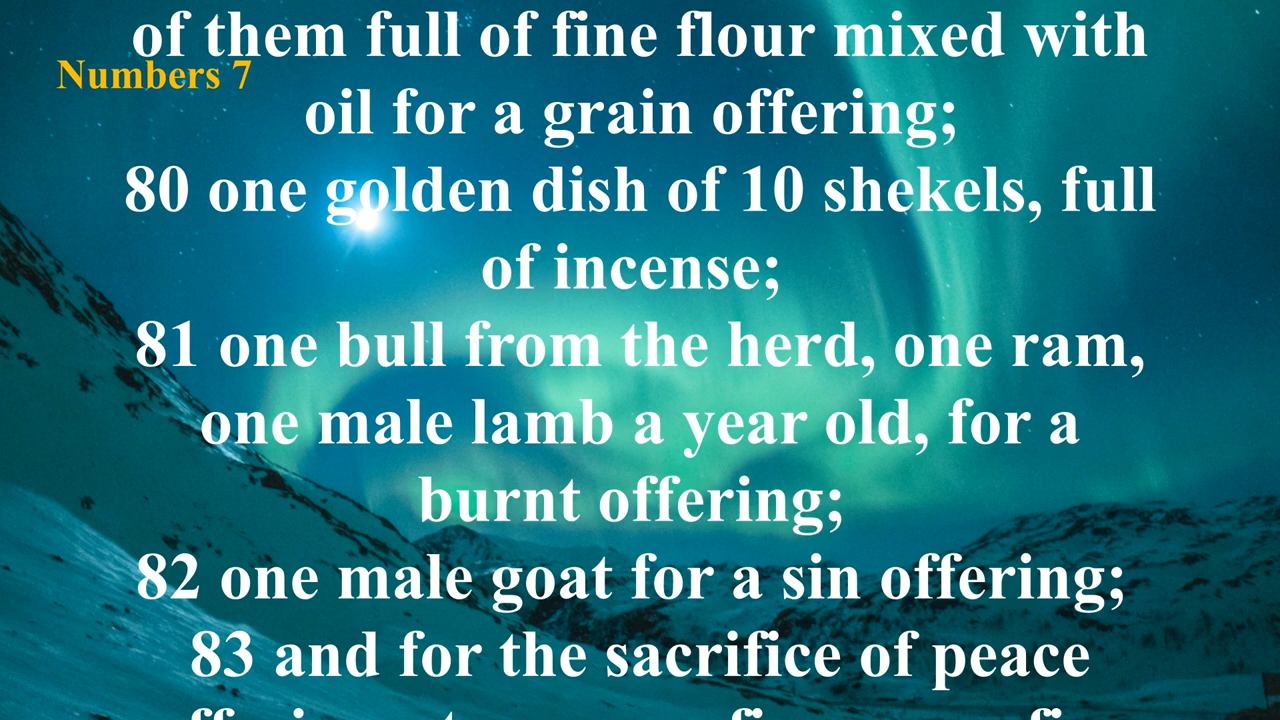 of them full of fine flour mixed with
Numbers 7
oil for a grain offering;
80 one golden dish of 10 shekels, full
of incense;
81 one bull from the herd, one ram,
one male lamb a year old, for a
burnt offering;
82 one male goat for a sin offering;
83 and for the sacrifice of peace